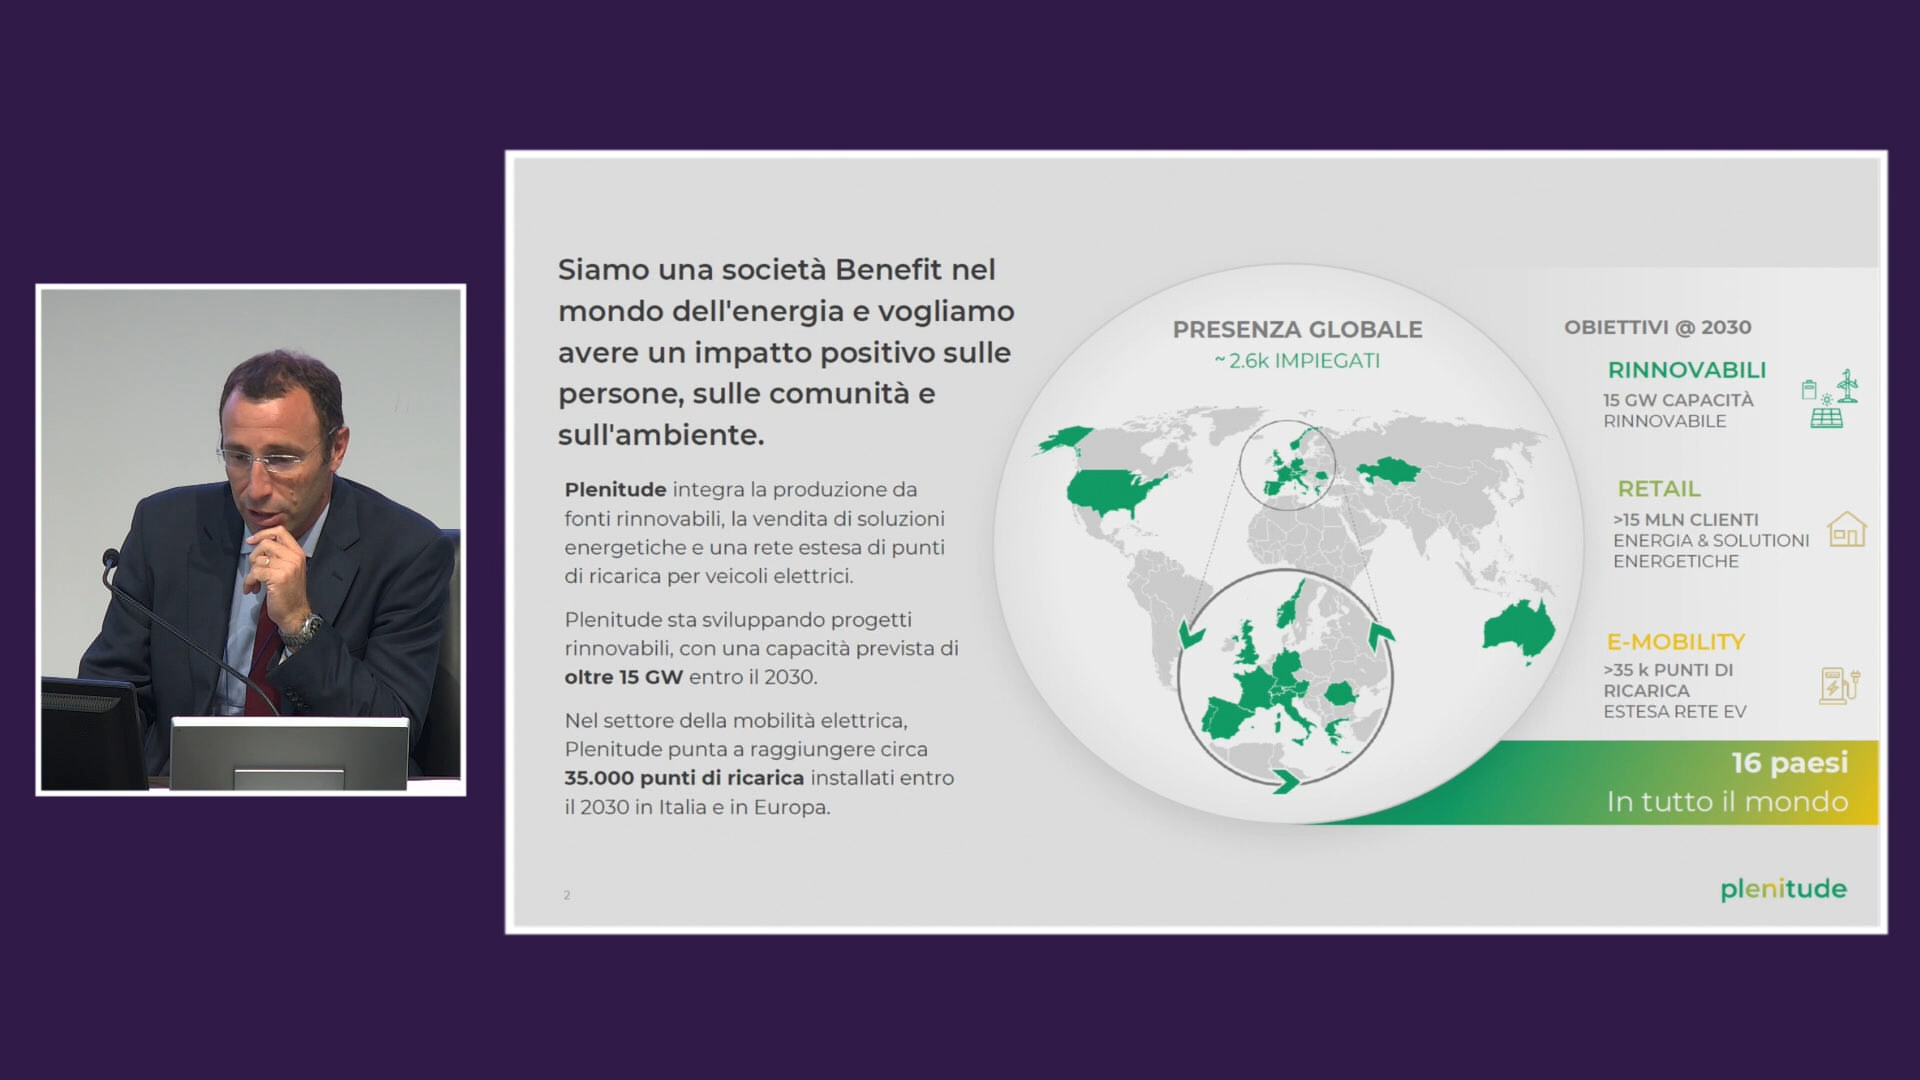 Siamo una società Benefit nel
mondo dell'energia e vogliamo
avere un impatto positivo sulle
persone, sulle comunità e
sull'ambiente.
Plenitude integra la produzione da
fonti rinnovabili, la vendita di soluzioni
energetiche e una rete estesa di punti
di ricarica per veicoli elettrici.
Plenitude sta sviluppando progetti
rinnovabili, con una capacità prevista di
oltre 15 GW entro il 2030.
Nel settore della mobilità elettrica,
Plenitude punta a raggiungere circa
35.000 punti di ricarica installati entro
il 2030 in Italia e in Europa.
2
PRESENZA GLOBALE
~ 2.6k IMPIEGATI
OBIETTIVI @ 2030
RINNOVABILI
15 GW CAPACITÀ
RINNOVABILE
RETAIL
>15 MLN CLIENTI
ENERGIA & SOLUTIONI
ENERGETICHE
E-MOBILITY
>35 k PUNTI DI
RICARICA
ESTESA RETE EV
16 paesi
In tutto il mondo
plenitude